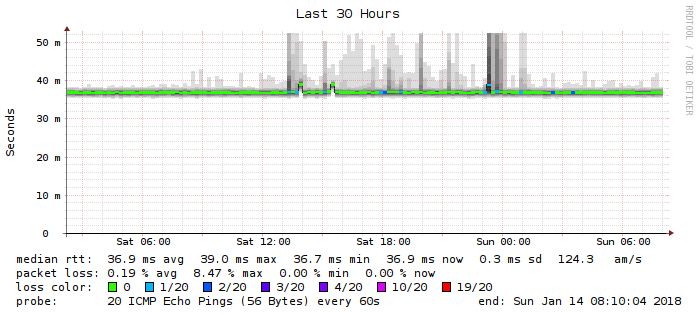 Last 30 Hours
RRDTOOL / TOBI OETIKER
Seconds
50 m
40 m
30 m
20 m
10 m
0
Sat 06:00 Sat 12:00 Sat 18:00 Sun 00:00 Sun 06:00
median rtt: 36.9 ms avg 39.0 ms max 36.7 ms min 36.9 ms now 0.3 ms sd 124.3 am/s
packet loss: 0.19 % avg 8.47 % max 0.00 % min 0.00 % now
loss color: 0 1/20 2/20 3/20 4/20 10/20 19/20
probe: 20 ICMP Echo Pings (56 Bytes) every 60s end: Sun Jan 14 08:10:04 2018